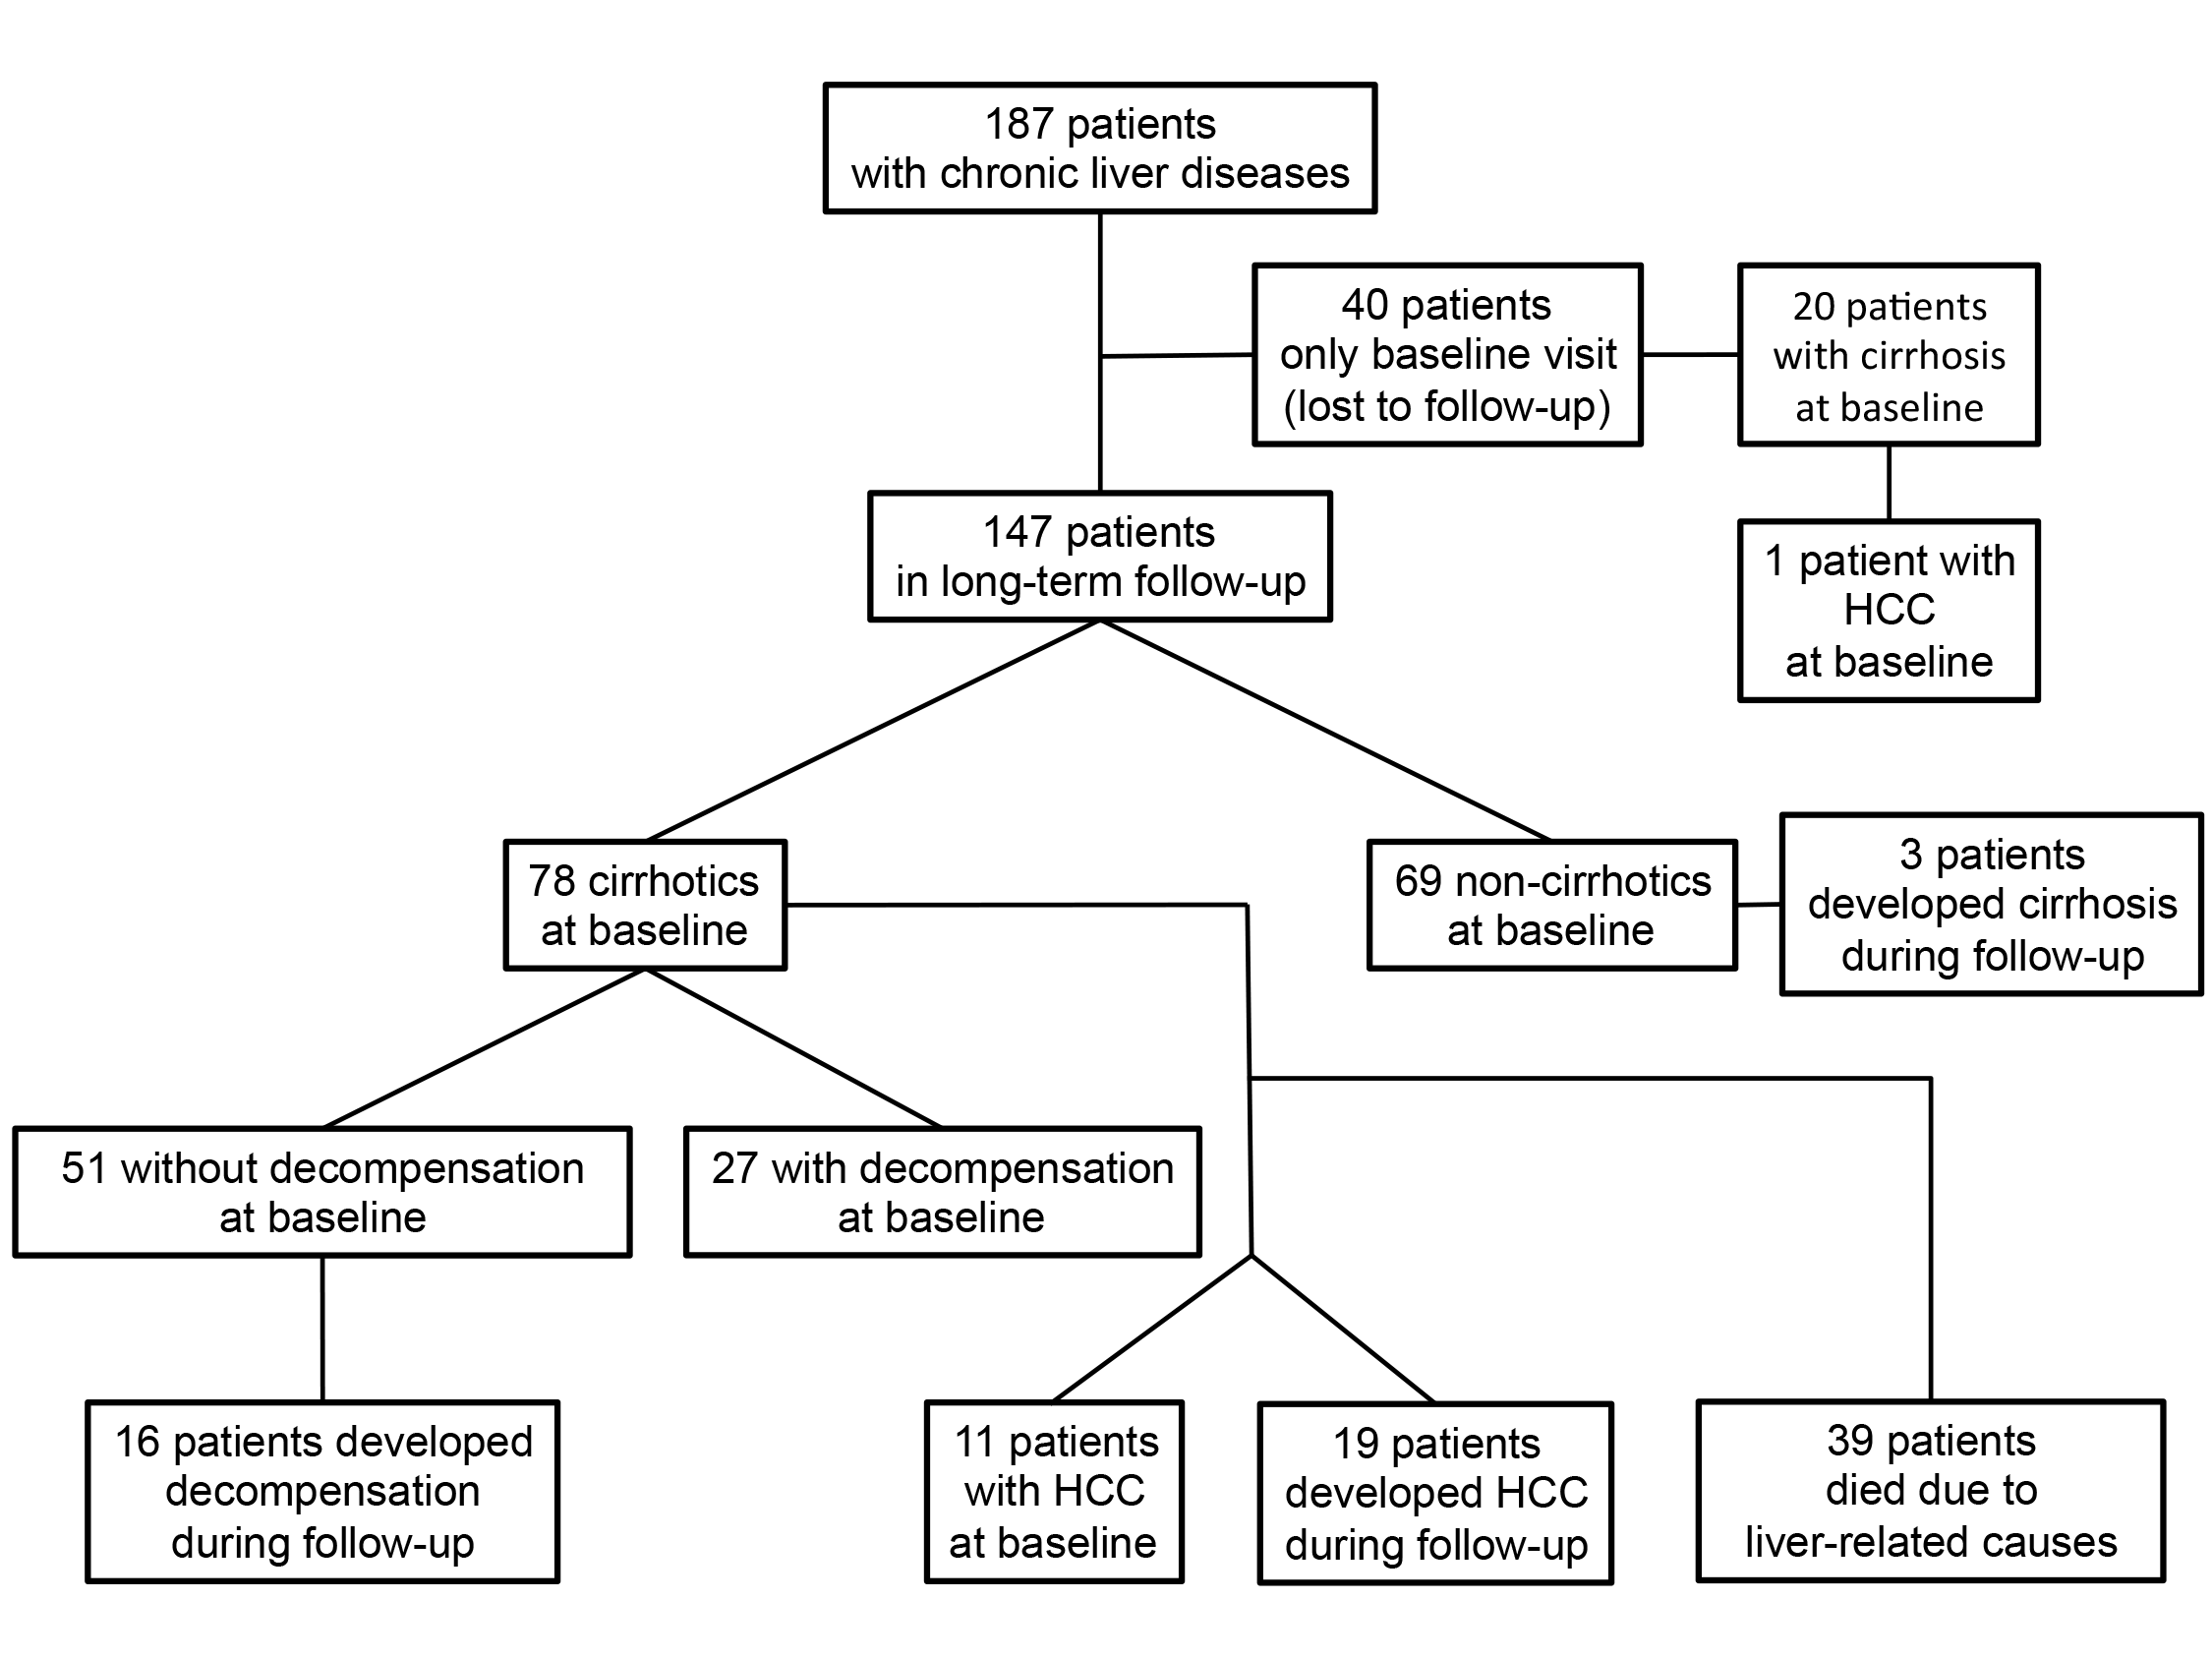 187 patients
with chronic liver diseases
40 patients
only baseline visit
(lost to follow-up)
20 patients
with cirrhosis
at baseline
147 patients
in long-term follow-up
1 patient with
HCC
at baseline
78 cirrhotics
at baseline
69 non-cirrhotics
at baseline
3 patients
developed cirrhosis
during follow-up
51 without decompensation
at baseline
27 with decompensation
at baseline
16 patients developed
decompensation
during follow-up
11 patients
with HCC
at baseline
19 patients
developed HCC
during follow-up
39 patients
died due to
liver-related causes